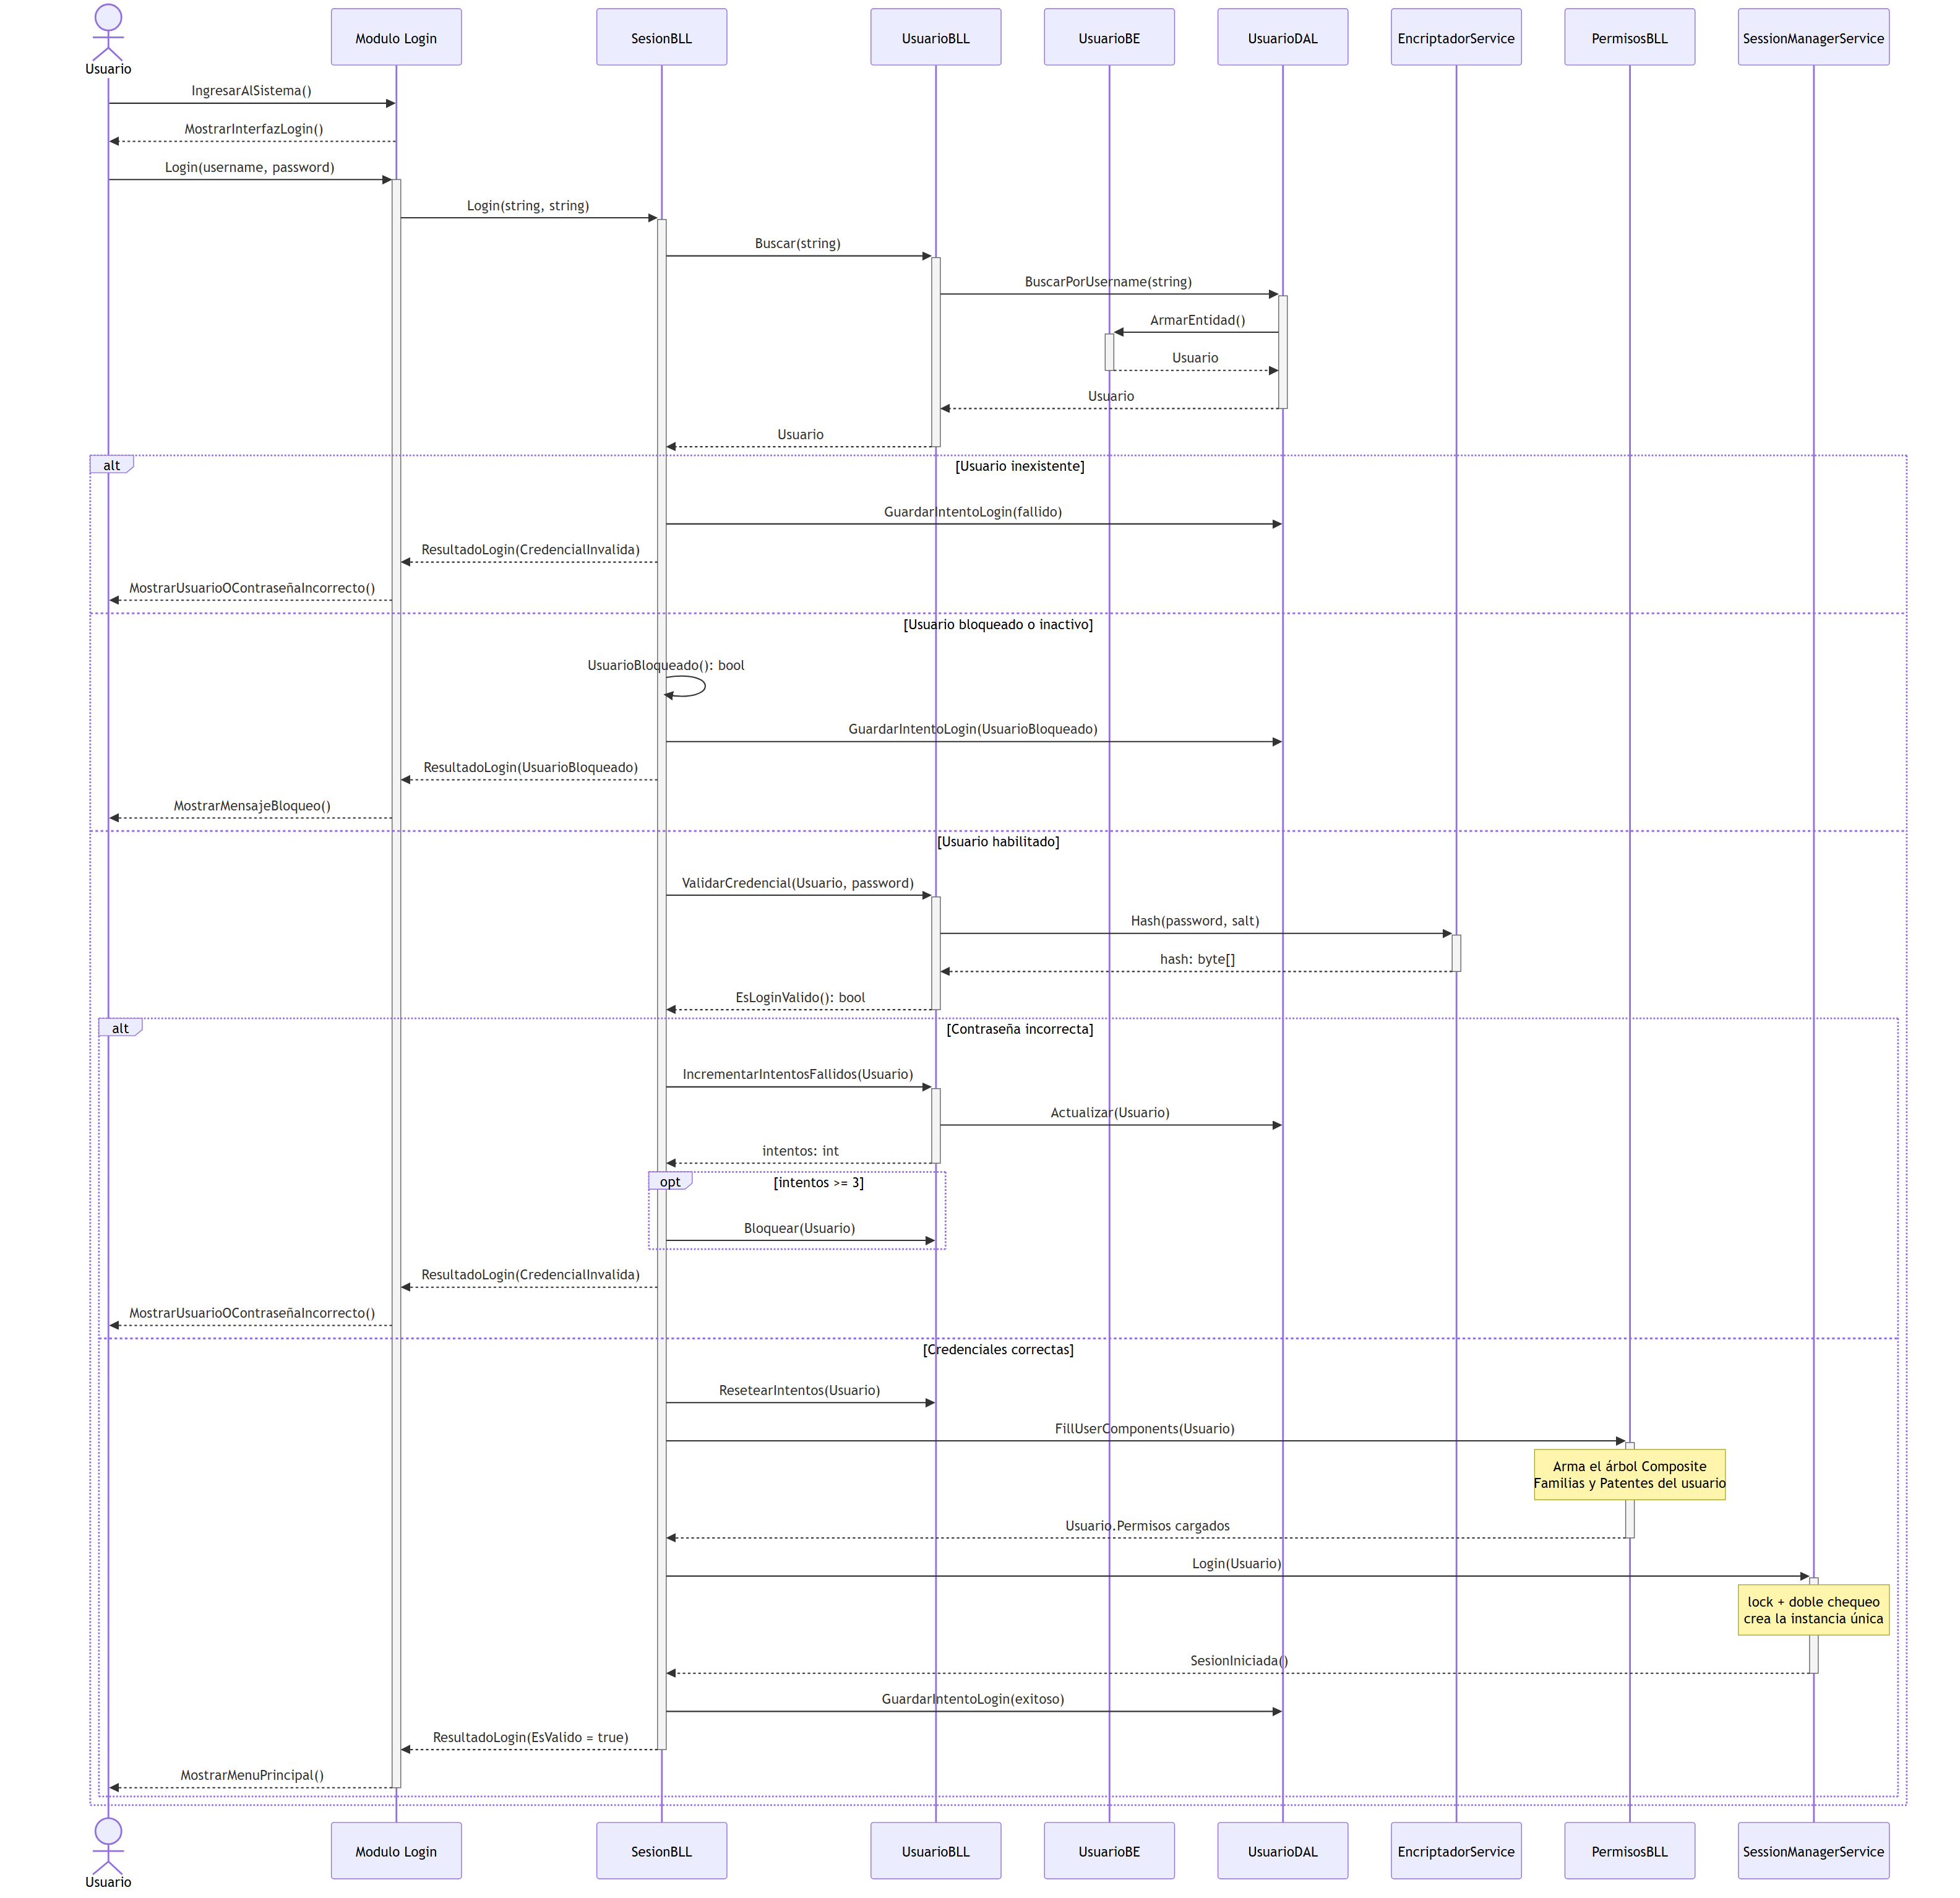 Usuario
Modulo Login
SesionBLL
UsuarioBLL
UsuarioBE
UsuarioDAL
EncriptadorService
PermisosBLL
SessionManagerService
IngresarAlSistema()
MostrarInterfazLogin()
Login(username, password)
Login(string, string)
Buscar(string)
BuscarPorUsername(string)
ArmarEntidad()
Usuario
Usuario
Usuario
alt
[Usuario inexistente]
GuardarIntentoLogin(fallido)
ResultadoLogin(CredencialInvalida)
MostrarUsuarioOContraseñaIncorrecto()
[Usuario bloqueado o inactivo]
UsuarioBloqueado(): bool
GuardarIntentoLogin(UsuarioBloqueado)
ResultadoLogin(UsuarioBloqueado)
MostrarMensajeBloqueo()
[Usuario habilitado]
ValidarCredencial(Usuario, password)
Hash(password, salt)
hash: byte[]
EsLoginValido(): bool
alt
[Contraseña incorrecta]
IncrementarIntentosFallidos(Usuario)
Actualizar(Usuario)
intentos: int
opt
[intentos >= 3]
Bloquear(Usuario)
ResultadoLogin(CredencialInvalida)
MostrarUsuarioOContraseñaIncorrecto()
[Credenciales correctas]
ResetearIntentos(Usuario)
FillUserComponents(Usuario)
Arma el árbol Composite
Familias y Patentes del usuario
Usuario.Permisos cargados
Login(Usuario)
lock + doble chequeo
crea la instancia única
SesionIniciada()
GuardarIntentoLogin(exitoso)
ResultadoLogin(EsValido = true)
MostrarMenuPrincipal()
Usuario
Modulo Login
SesionBLL
UsuarioBLL
UsuarioBE
UsuarioDAL
EncriptadorService
PermisosBLL
SessionManagerService